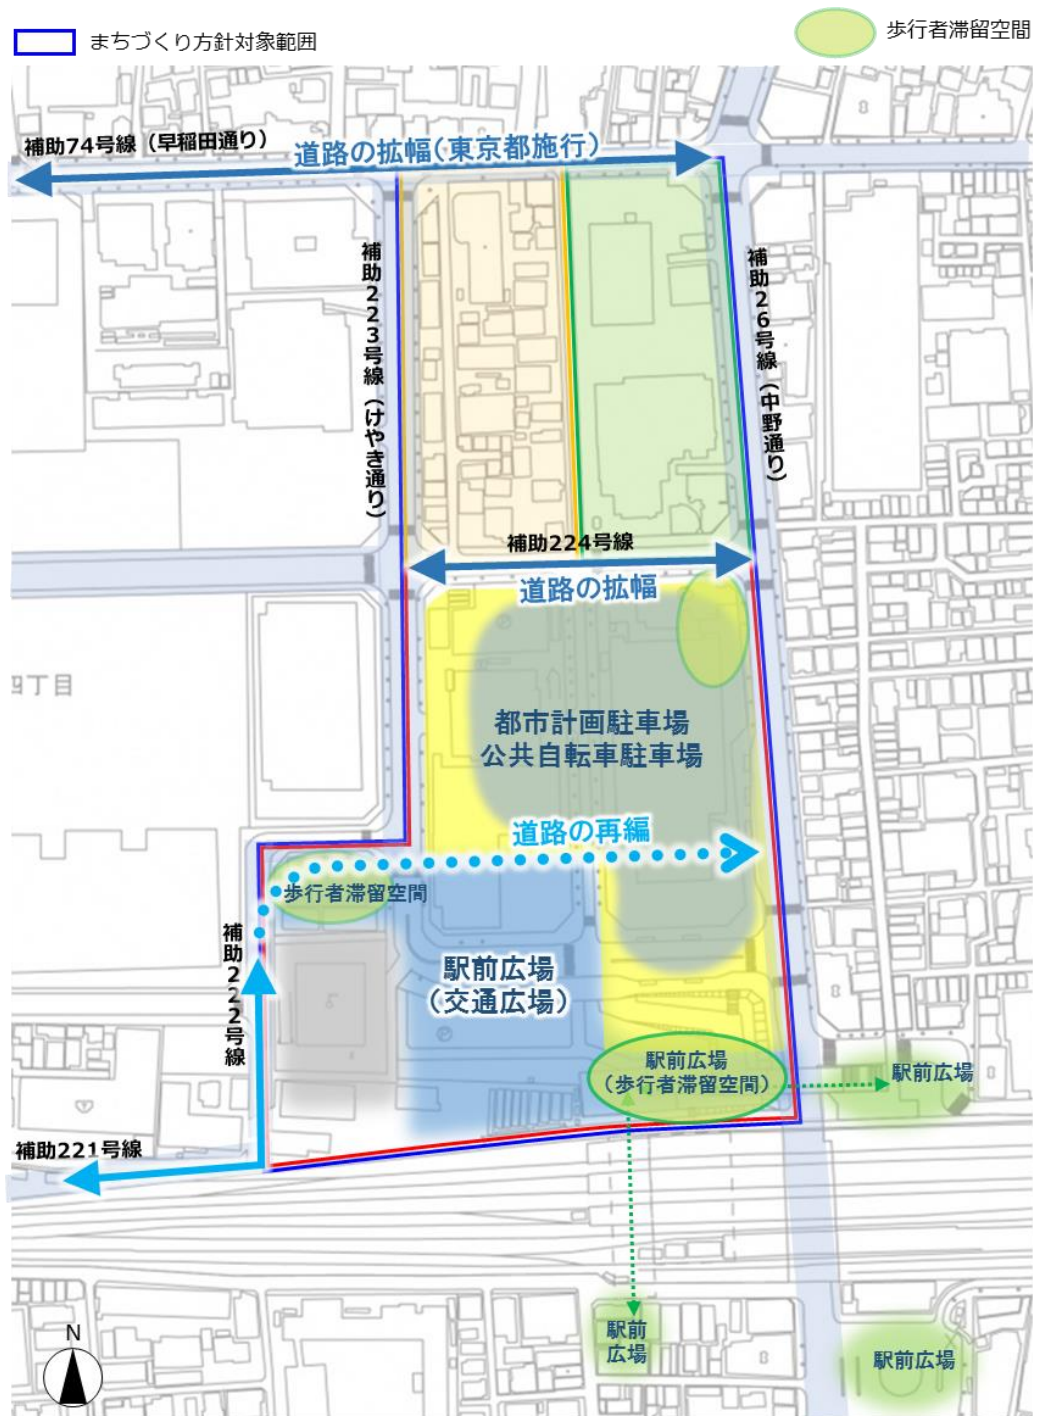 まちづくり方針対象範囲
歩行者滞留空間
補助74号線（早稲田通り）
道路の拡幅（東京都施行）
補助223号線（けやき通り）
補助26号線（中野通り）
補助224号線
道路の拡幅
四丁目
都市計画駐車場
公共自転車駐車場
道路の再編
歩行者滞留空間
補助222号線
駅前広場
（交通広場）
駅前広場
（歩行者滞留空間）
駅前広場
補助221号線
駅前
広場
駅前広場
N